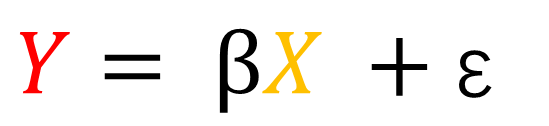 Y = βX + ε